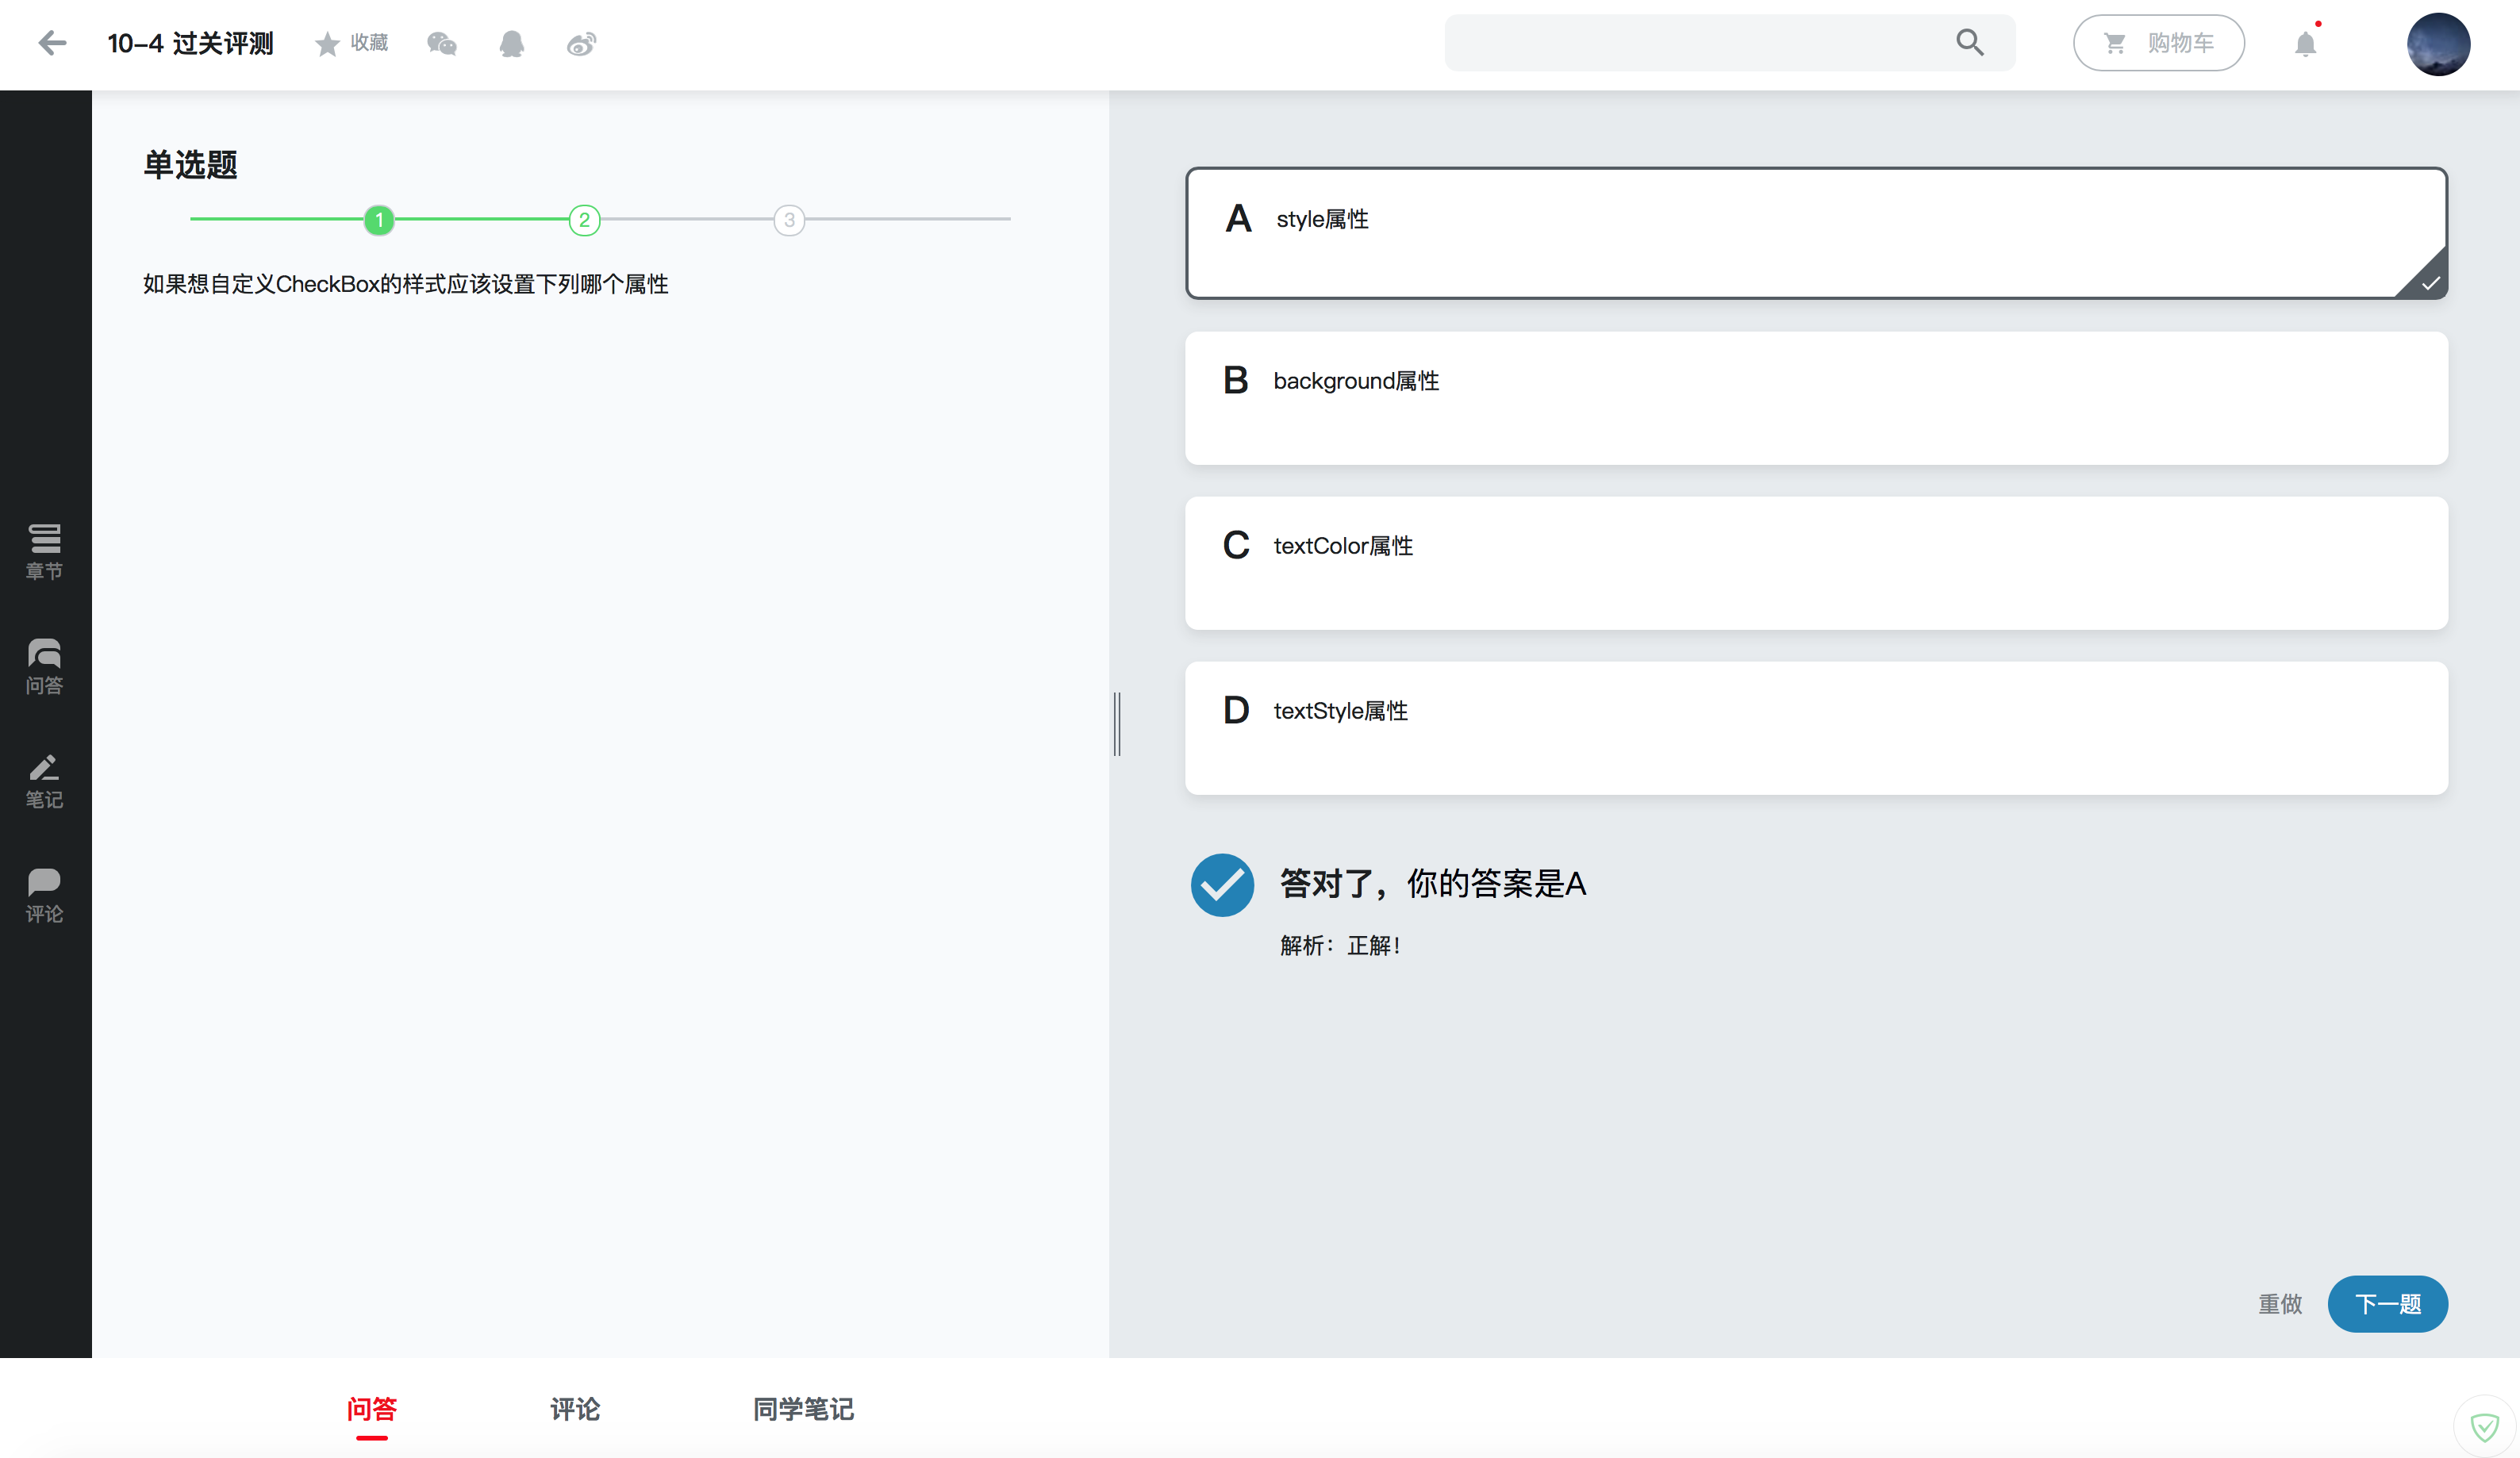 10-4 过关评测
收藏
购物车
单选题
1
2
3
如果想自定义CheckBox的样式应该设置下列哪个属性
章节
问答
笔记
评论
A style属性
B background属性
C textColor属性
D textStyle属性
答对了，你的答案是A
解析：正解！
重做
下一题
问答
评论
同学笔记